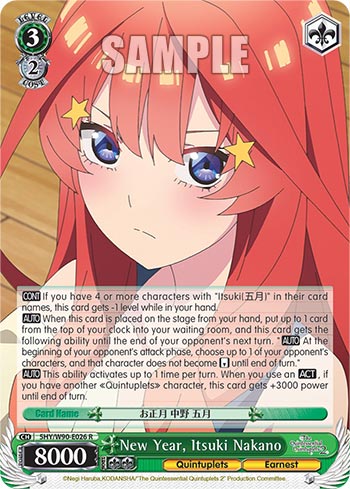 LEVEL
3
2
COST
SAMPLE
CONT If you have 4 or more characters with "Itsuki(五月)" in their card
names, this card gets -1 level while in your hand.
AUTO When this card is placed on the stage from your hand, put up to 1 card
from the top of your clock into your waiting room, and this card gets the
following ability until the end of your opponent's next turn. " AUTO At the
beginning of your opponent's attack phase, choose up to 1 of your opponent's
characters, and that character does not become [ ] until end of turn."
AUTO This ability activates up to 1 time per turn. When you use an ACT , if
you have another «Quintuplets» character, this card gets +3000 power
until end of turn.
Card Name
お正月 中野 五月
CH
5HY/W90-E026 R
New Year, Itsuki Nakano
POWER
8000
Quintuplets
Earnest
©Negi Haruba,KODANSHA/"The Quintessential Quintuplets 2" Production Committee.